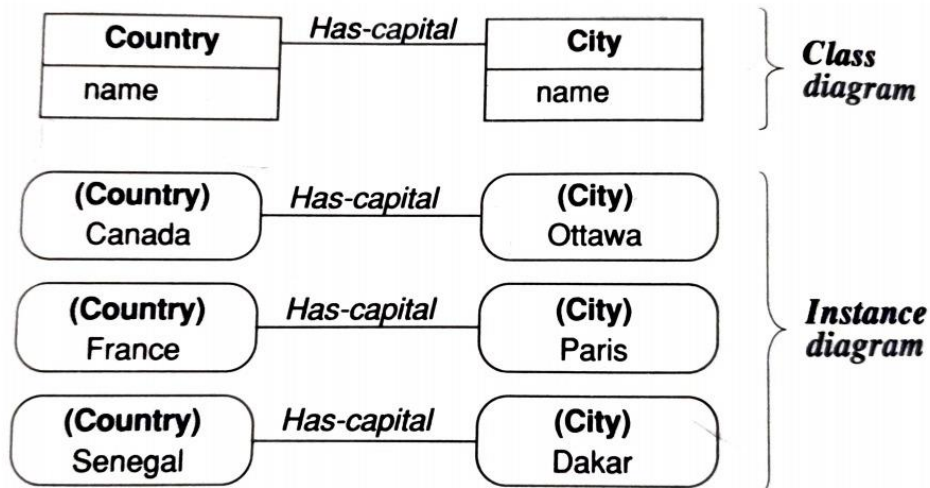 Country Has-capital City
name name
Class
diagram
(Country) Has-capital (City)
Canada Ottawa
(Country) Has-capital (City)
France Paris
(Country) Has-capital (City)
Senegal Dakar
Instance
diagram